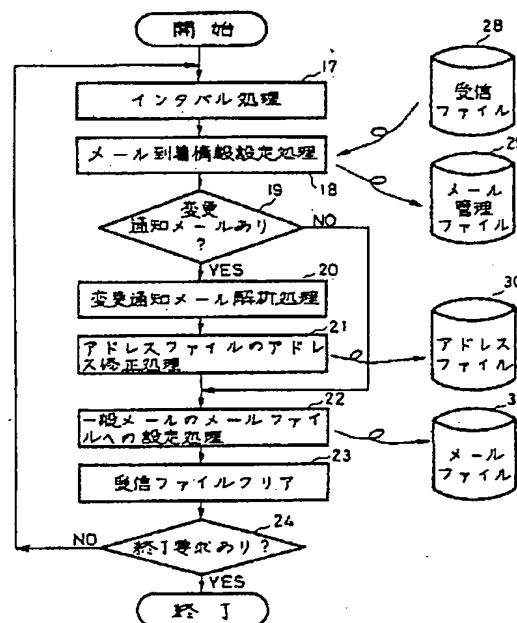 開始
17
インタバル処理
28
受信
ファイル
メール到着情報設定処理
18
29
メール
管理
ファイル
19
変更
通知メールあり
?
NO
YES
20
変更通知メール解析処理
21
アドレスファイルのアドレ
ス修正処理
30
アドレス
ファイル
22
一般メールのメールファイ
ルへの設定処理
3
メール
ファイル
23
受信ファイルクリア
24
終了要求あり?
NO
YES
終了